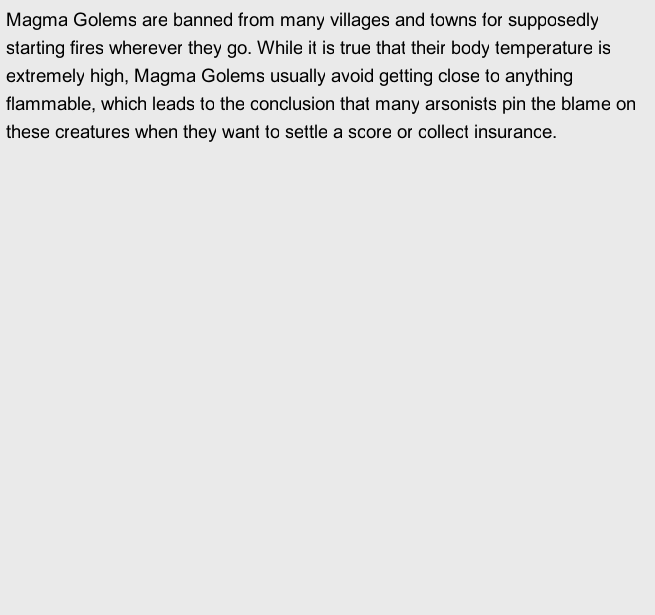 Magma Golems are banned from many villages and towns for supposedly
starting fires wherever they go. While it is true that their body temperature is
extremely high, Magma Golems usually avoid getting close to anything
flammable, which leads to the conclusion that many arsonists pin the blame on
these creatures when they want to settle a score or collect insurance.